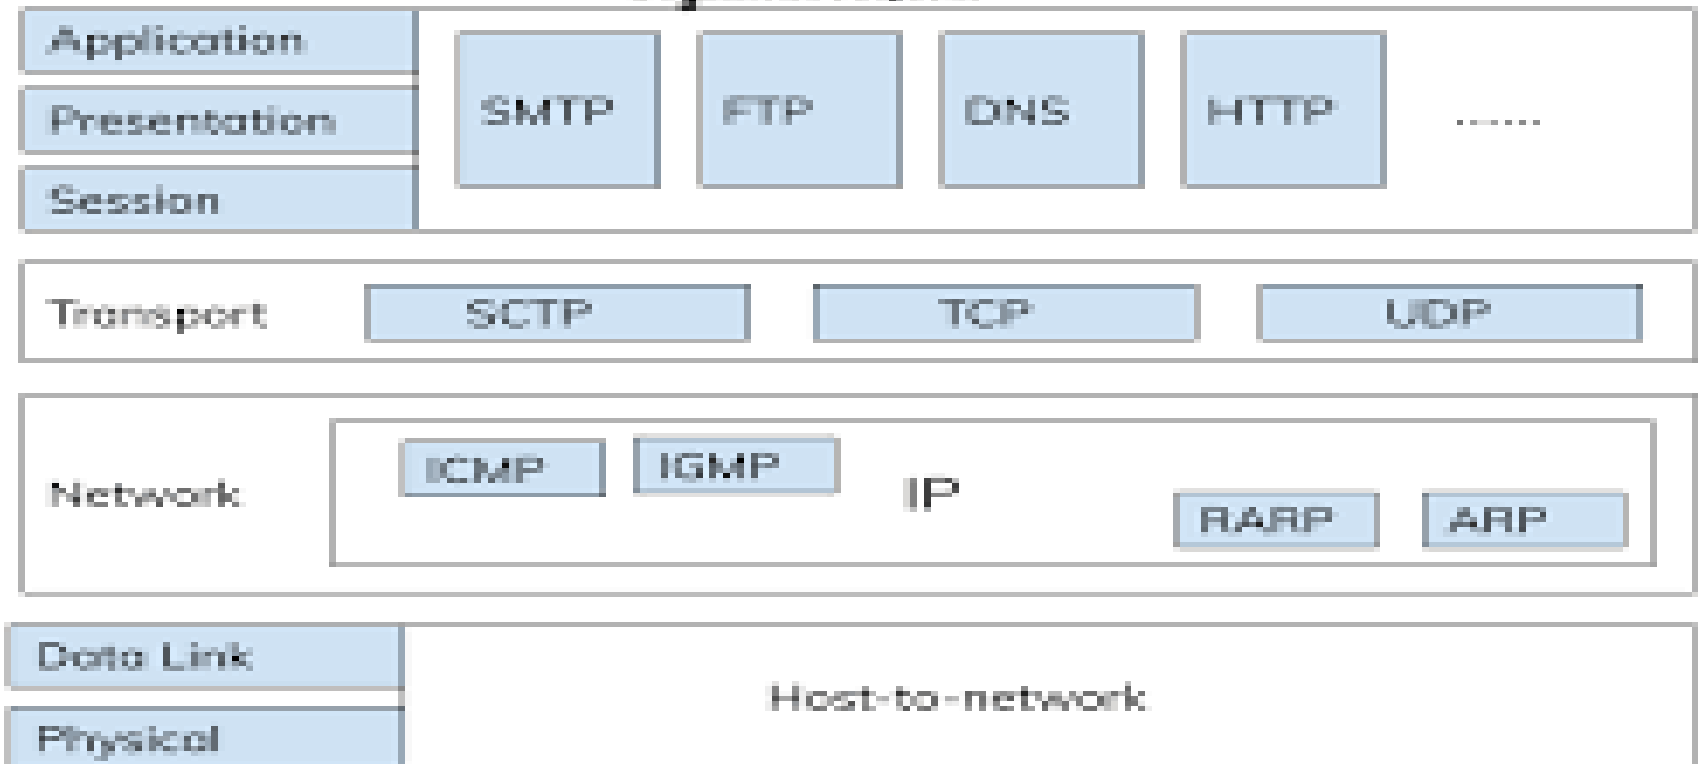 Application
Presentation
Session
SMTP
FTP
DNS
HTTP
.......
Transport
SCTP
TCP
UDP
Network
ICMP
IGMP
IP
RARP
ARP
Data Link
Physical
Host-to-network